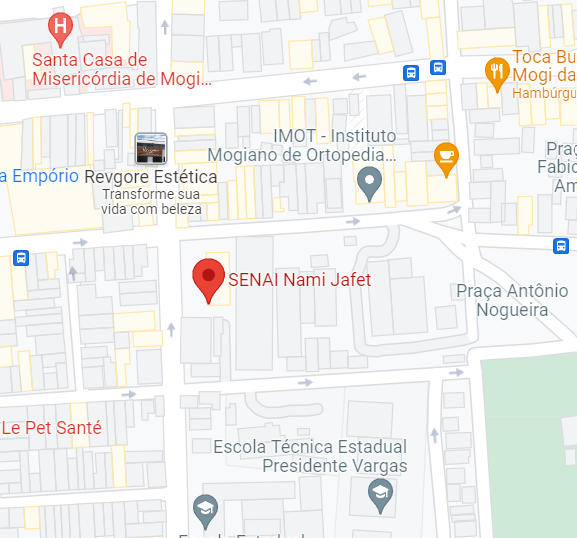 H
Santa Casa de
Misericórdia de Mogi...
Toca Bu
Mogi da
Hambúrgu
IMOT - Instituto
Mogiano de Ortopedia...
Praç
Fabio
Am
a Empório
Revgore Estética
Transforme sua
vida com beleza
SENAI Nami Jafet
Praça Antônio
Nogueira
Le Pet Santé
Escola Técnica Estadual
Presidente Vargas